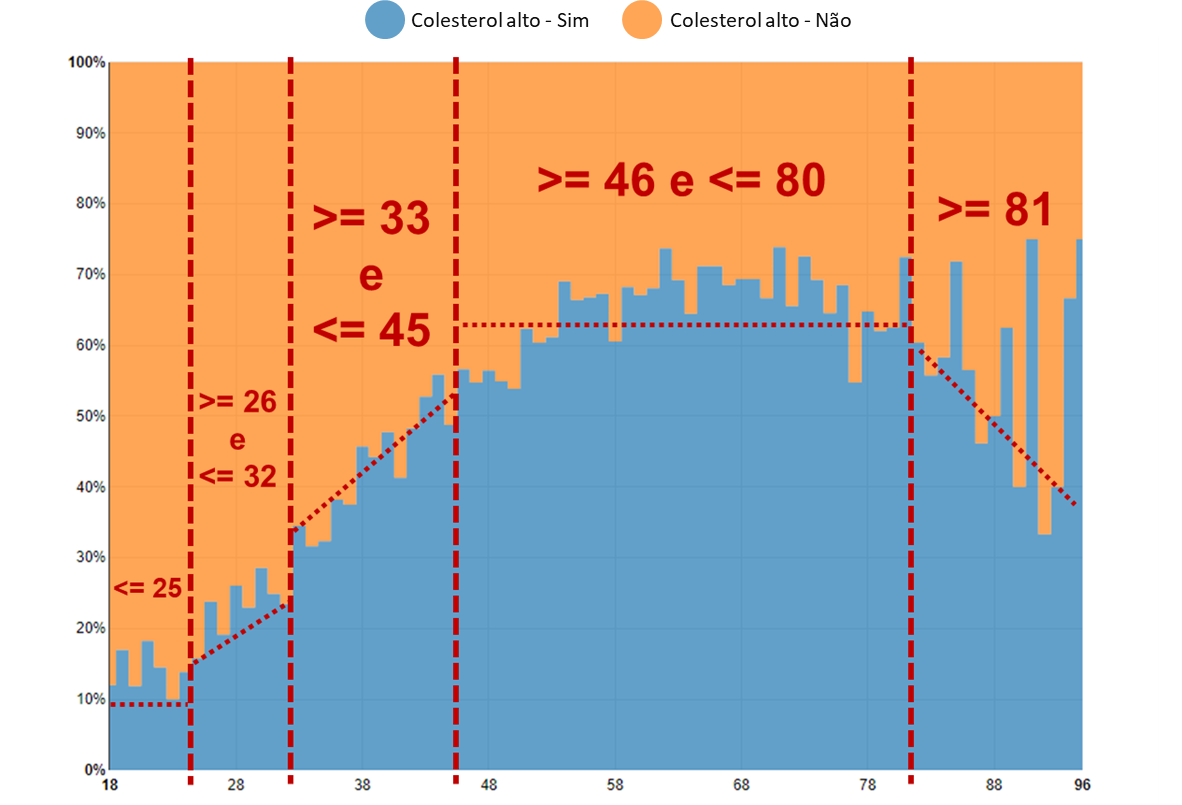 Colesterol alto - Sim
Colesterol alto - Não
100%
90%
80%
70%
60%
50%
40%
30%
20%
10%
0%
<= 25
>= 26
e
<= 32
>= 33
e
<= 45
>= 46 e <= 80
>= 81
18 28 38 48 58 68 78 88 96